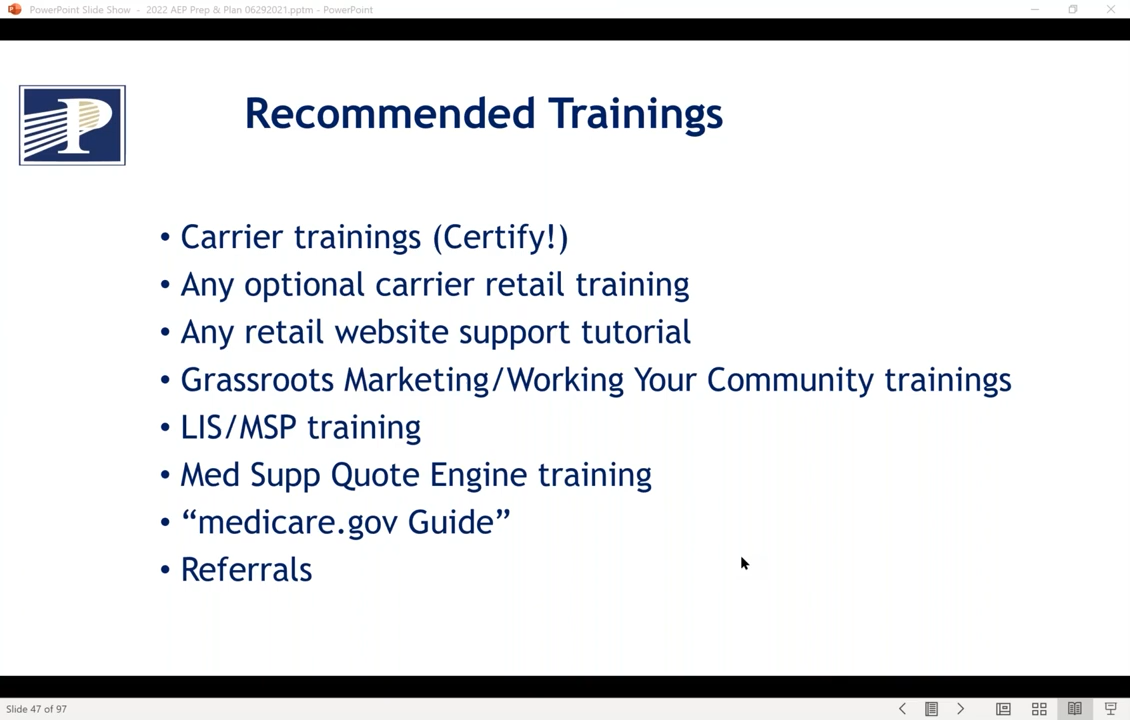 PowerPoint Slide Show - 2022 AEP Prep & Plan 06292021.pptm - PowerPoint
P
Recommended Trainings
• Carrier trainings (Certify!)
• Any optional carrier retail training
• Any retail website support tutorial
• Grassroots Marketing/Working Your Community trainings
• LIS/MSP training
• Med Supp Quote Engine training
• “medicare.gov Guide”
• Referrals
Slide 47 of 97